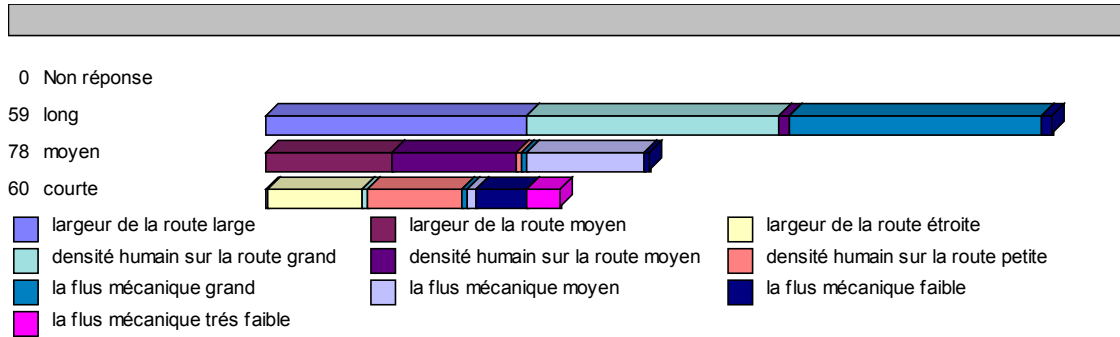 0 Non réponse
59 long
78 moyen
60 courte
largeur de la route large largeur de la route moyen largeur de la route étroite
densité humain sur la route grand densité humain sur la route moyen densité humain sur la route petite
la flus mécanique grand la flus mécanique moyen la flus mécanique faible
la flus mécanique trés faible